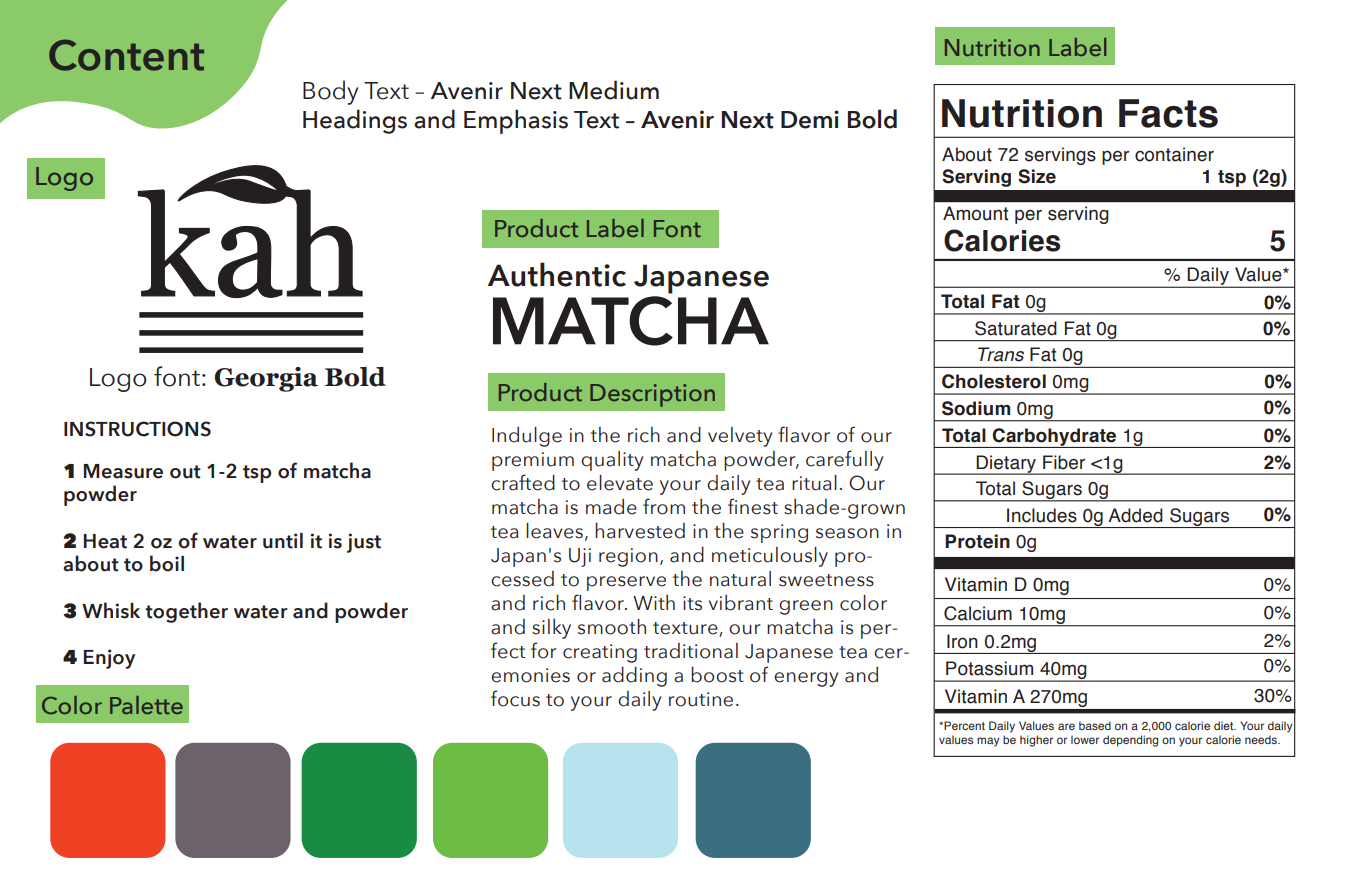 Content
Body Text – Avenir Next Medium
Headings and Emphasis Text – Avenir Next Demi Bold
Logo
kah
Logo font: Georgia Bold
INSTRUCTIONS
1 Measure out 1-2 tsp of matcha
powder
2 Heat 2 oz of water until it is just
about to boil
3 Whisk together water and powder
4 Enjoy
Color Palette
Product Label Font
Authentic Japanese
MATCHA
Product Description
Indulge in the rich and velvety flavor of our
premium quality matcha powder, carefully
crafted to elevate your daily tea ritual. Our
matcha is made from the finest shade-grown
tea leaves, harvested in the spring season in
Japan's Uji region, and meticulously pro-
cessed to preserve the natural sweetness
and rich flavor. With its vibrant green color
and silky smooth texture, our matcha is per-
fect for creating traditional Japanese tea cer-
emonies or adding a boost of energy and
focus to your daily routine.
Nutrition Label
Nutrition Facts
About 72 servings per container
Serving Size 1 tsp (2g)
Amount per serving
Calories 5
% Daily Value*
Total Fat 0g 0%
Saturated Fat 0g 0%
Trans Fat 0g
Cholesterol 0mg 0%
Sodium 0mg 0%
Total Carbohydrate 1g 0%
Dietary Fiber <1g 2%
Total Sugars 0g
Includes 0g Added Sugars 0%
Protein 0g
Vitamin D 0mg 0%
Calcium 10mg 0%
Iron 0.2mg 2%
Potassium 40mg 0%
Vitamin A 270mg 30%
*Percent Daily Values are based on a 2,000 calorie diet. Your daily
values may be higher or lower depending on your calorie needs.